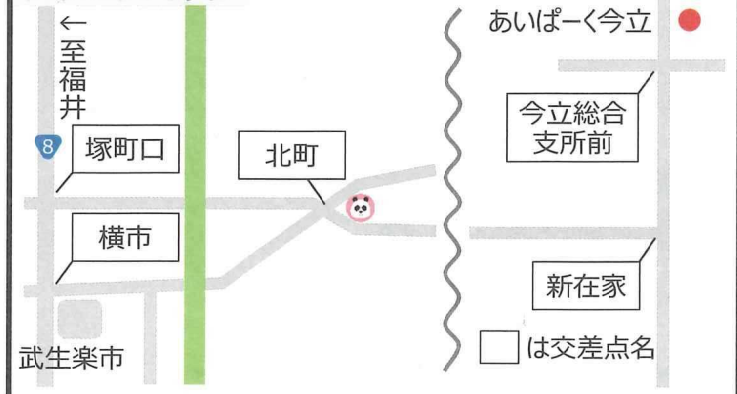 ←至福井
あいぱーく今立
8
塚町口
北町
今立総合
支所前
横市
新在家
武生楽市
□は交差点名